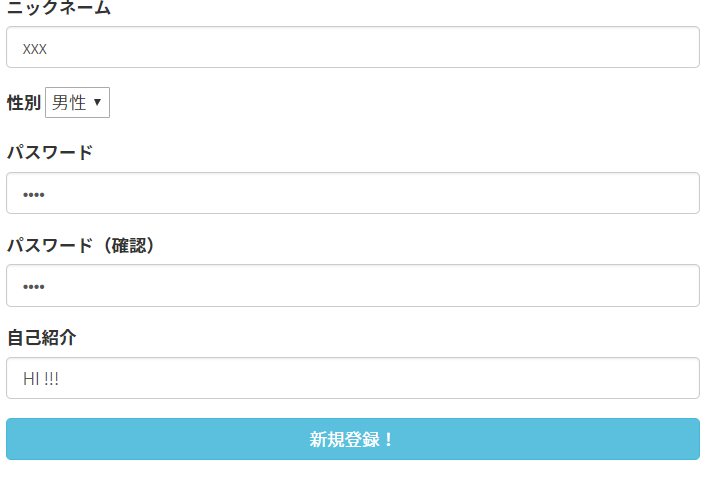 ニックネーム
xxx
性別 男性 ▼
パスワード
••••
パスワード（確認）
••••
自己紹介
HI !!!
新規登録！